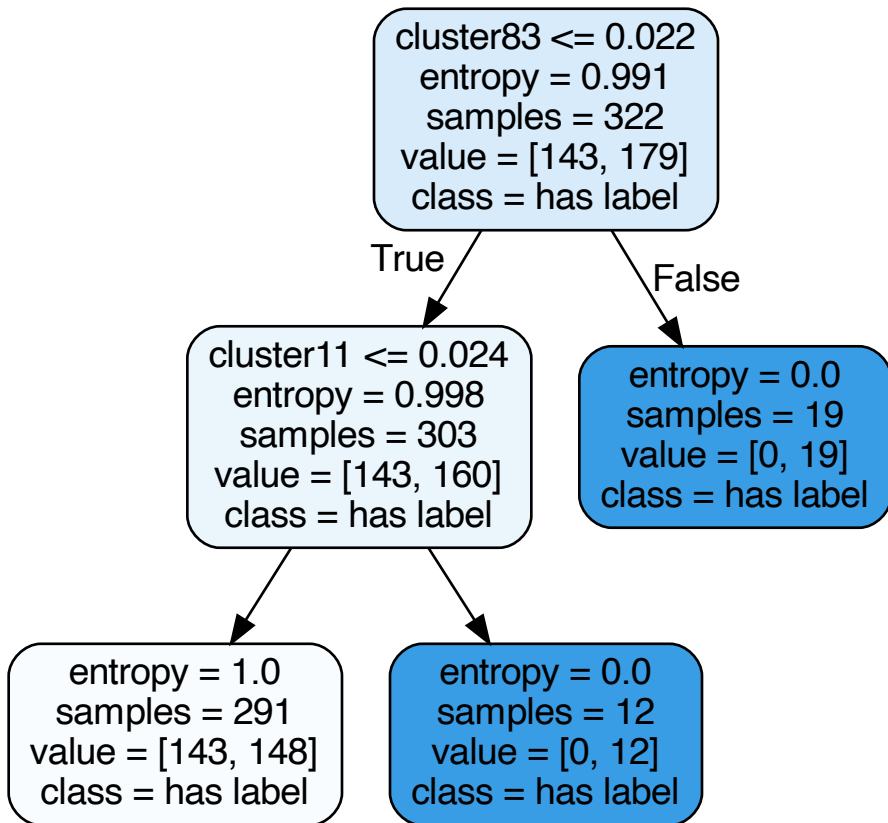 cluster83 <= 0.022
entropy = 0.991
samples = 322
value = [143, 179]
class = has label
True
False
cluster11 <= 0.024
entropy = 0.998
samples = 303
value = [143, 160]
class = has label
entropy = 0.0
samples = 19
value = [0, 19]
class = has label
entropy = 1.0
samples = 291
value = [143, 148]
class = has label
entropy = 0.0
samples = 12
value = [0, 12]
class = has label